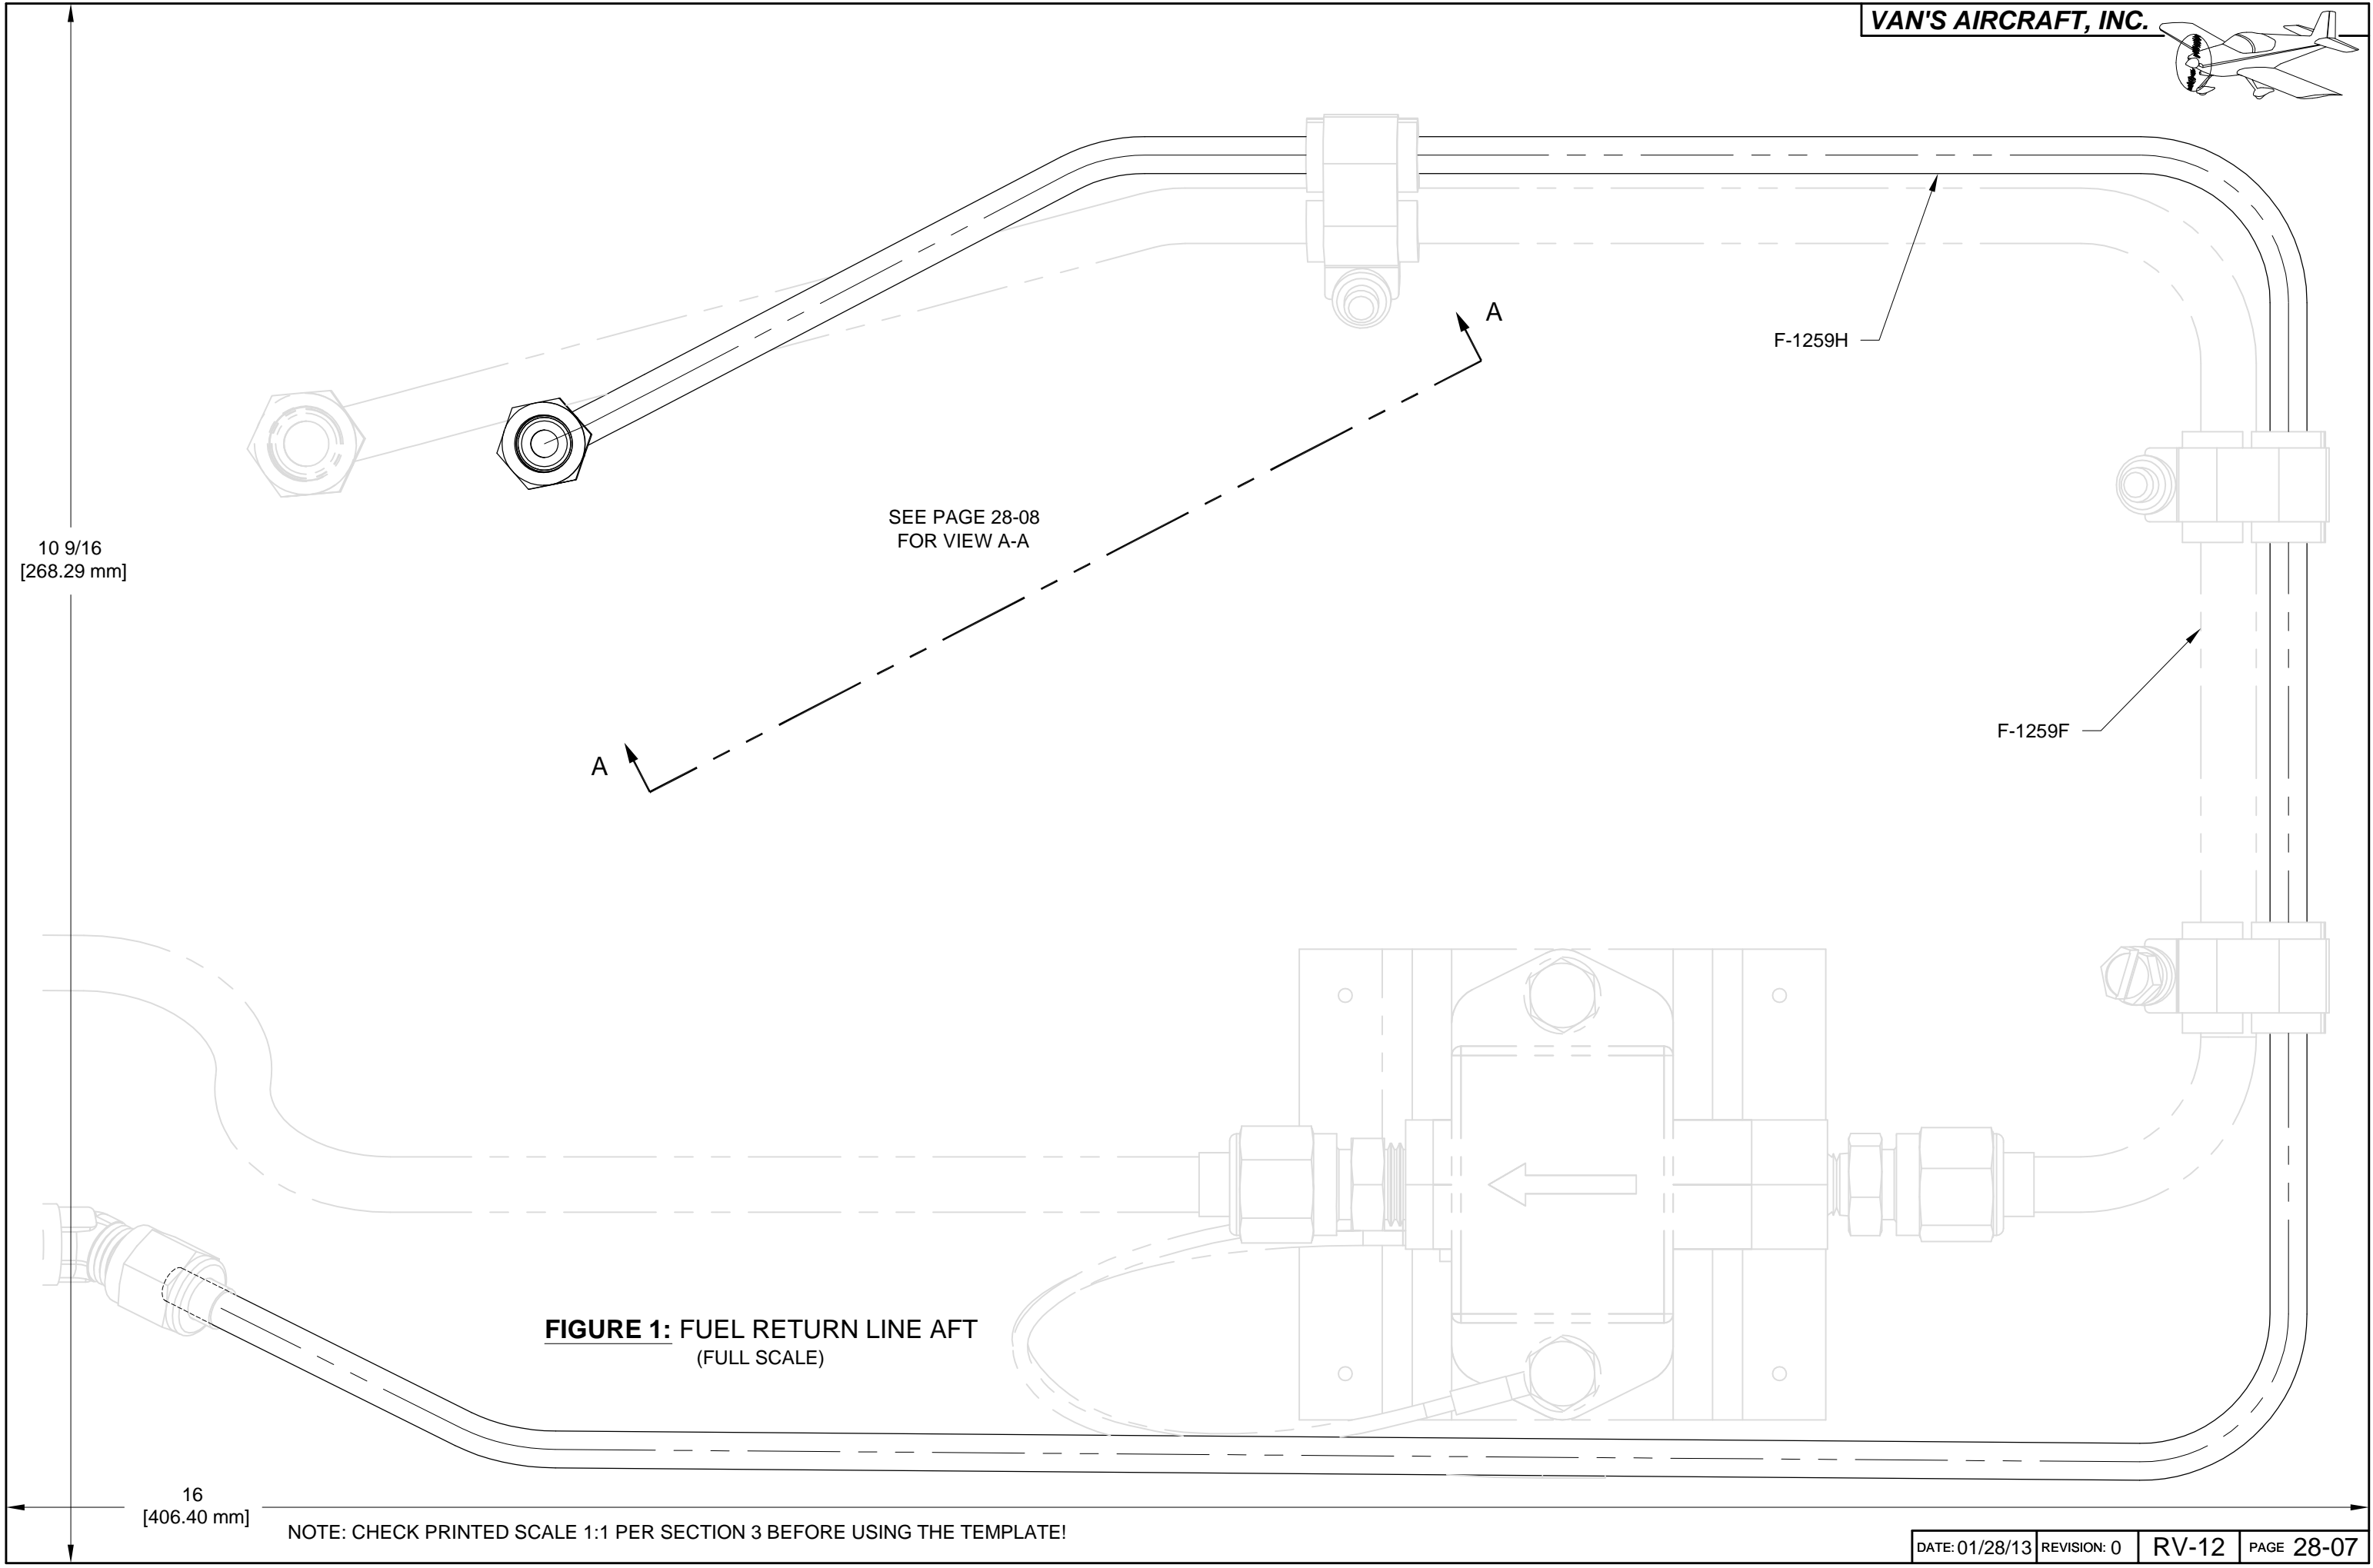 VAN'S AIRCRAFT, INC.
A
F-1259H
SEE PAGE 28-08
FOR VIEW A-A
10 9/16
[268.29 mm]
F-1259F
A
FIGURE 1: FUEL RETURN LINE AFT
(FULL SCALE)
16
[406.40 mm]
NOTE: CHECK PRINTED SCALE 1:1 PER SECTION 3 BEFORE USING THE TEMPLATE!
DATE: 01/28/13 REVISION: 0 RV-12 PAGE 28-07